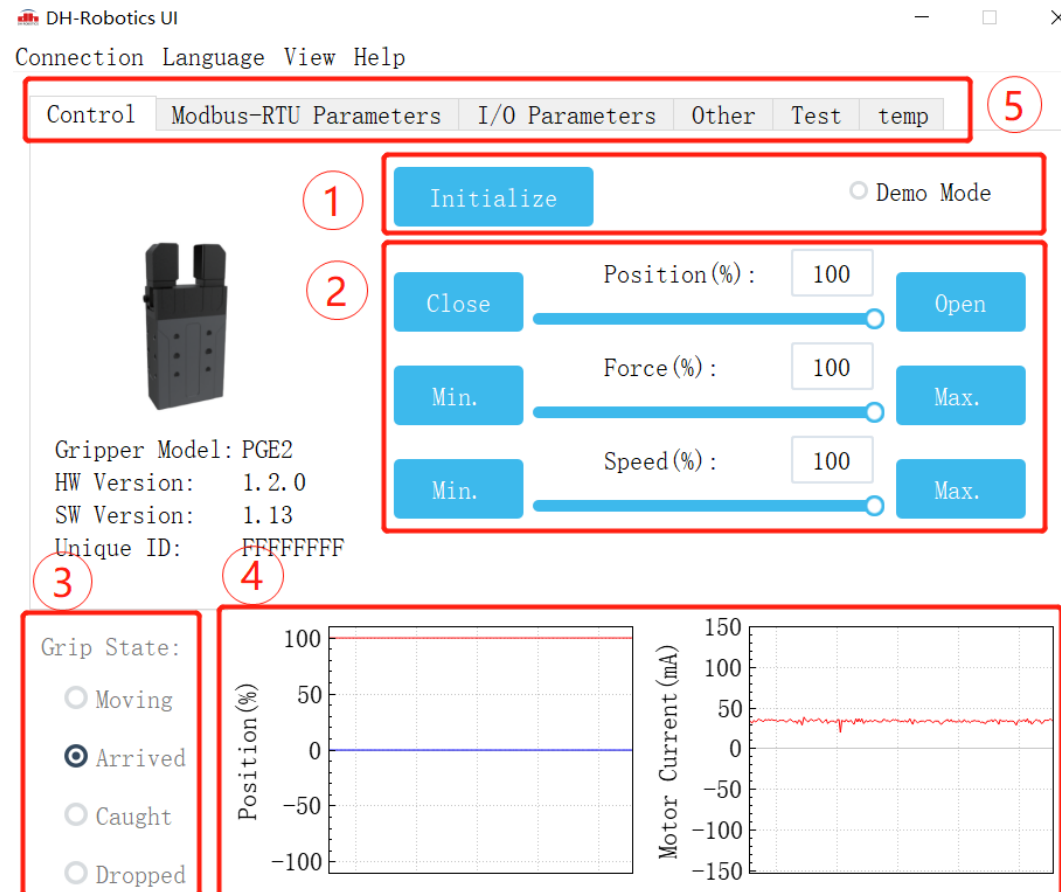 DH-Robotics UI
Connection Language View Help
Control Modbus-RTU Parameters I/O Parameters Other Test temp
5
1
Initialize
Demo Mode
2
Position(%): 100
Close
Open
Force(%): 100
Min.
Max.
Speed(%): 100
Min.
Max.
Gripper Model: PGE2
HW Version: 1.2.0
SW Version: 1.13
Unique ID: FFFFFFFF
3
4
Grip State:
Moving
Arrived
Caught
Dropped
Position(%)
100
50
0
-50
-100
Motor Current(mA)
150
100
50
0
-50
-100
-150